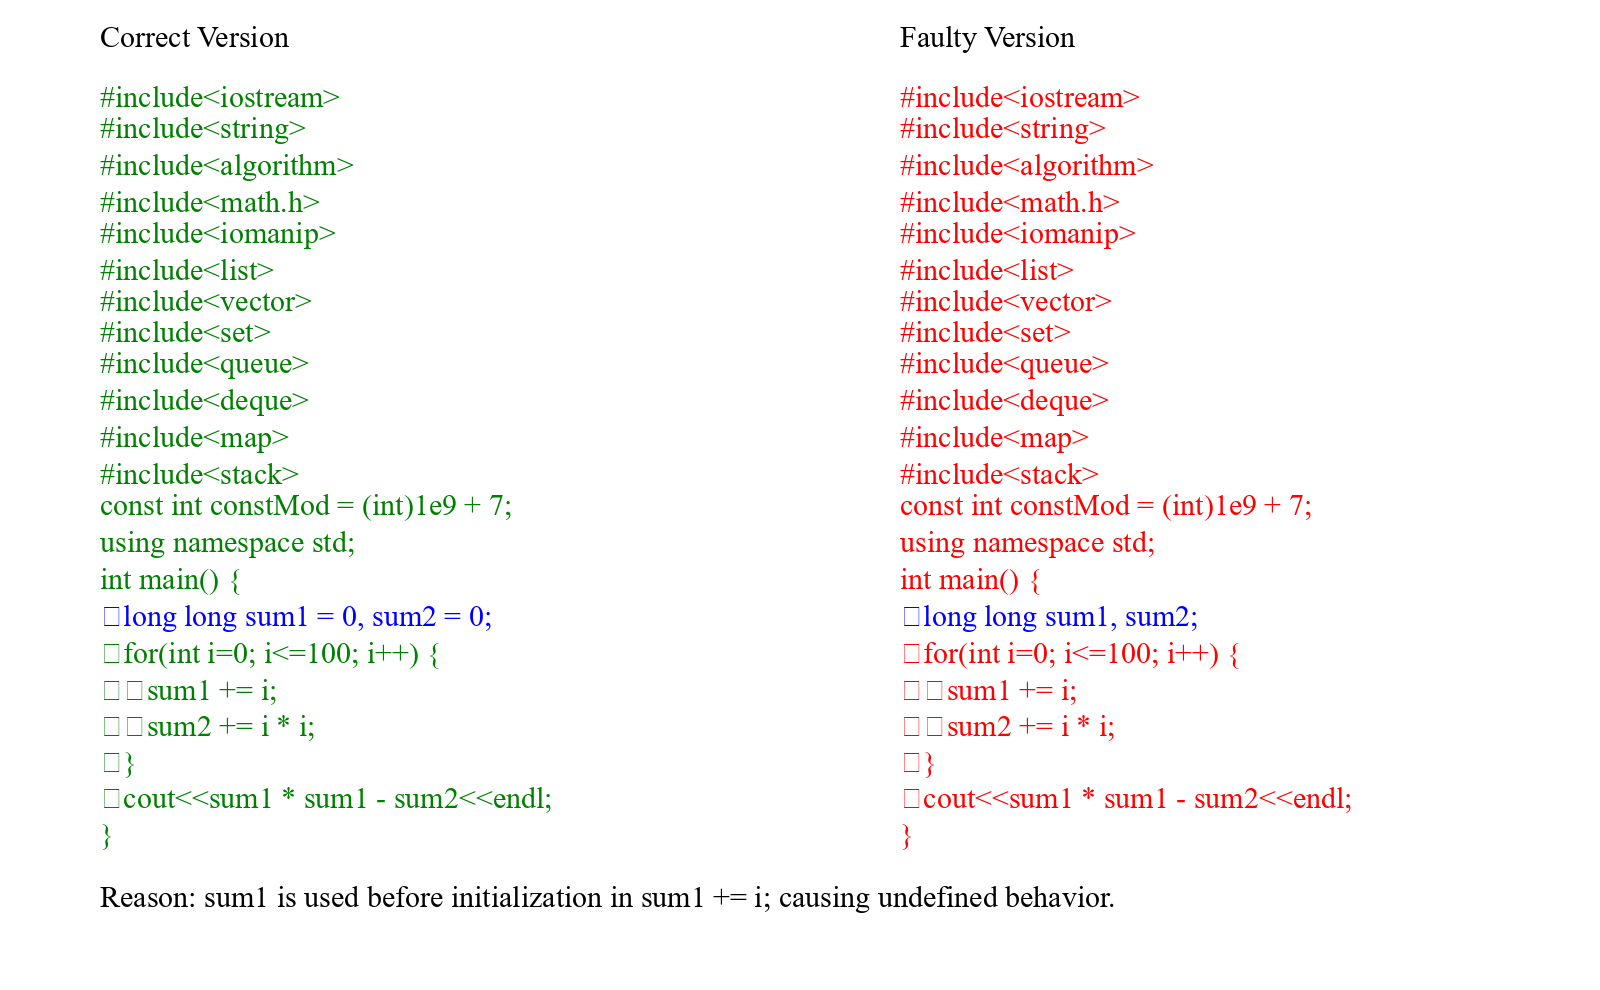 Correct Version
#include<iostream>
#include<string>
#include<algorithm>
#include<math.h>
#include<iomanip>
#include<list>
#include<vector>
#include<set>
#include<queue>
#include<deque>
#include<map>
#include<stack>
const int constMod = (int)1e9 + 7;
using namespace std;
int main() {
□long long sum1 = 0, sum2 = 0;
□for(int i=0; i<=100; i++) {
□□sum1 += i;
□□sum2 += i * i;
□}
□cout<<sum1 * sum1 - sum2<<endl;
}
Faulty Version
#include<iostream>
#include<string>
#include<algorithm>
#include<math.h>
#include<iomanip>
#include<list>
#include<vector>
#include<set>
#include<queue>
#include<deque>
#include<map>
#include<stack>
const int constMod = (int)1e9 + 7;
using namespace std;
int main() {
□long long sum1, sum2;
□for(int i=0; i<=100; i++) {
□□sum1 += i;
□□sum2 += i * i;
□}
□cout<<sum1 * sum1 - sum2<<endl;
}
Reason: sum1 is used before initialization in sum1 += i; causing undefined behavior.